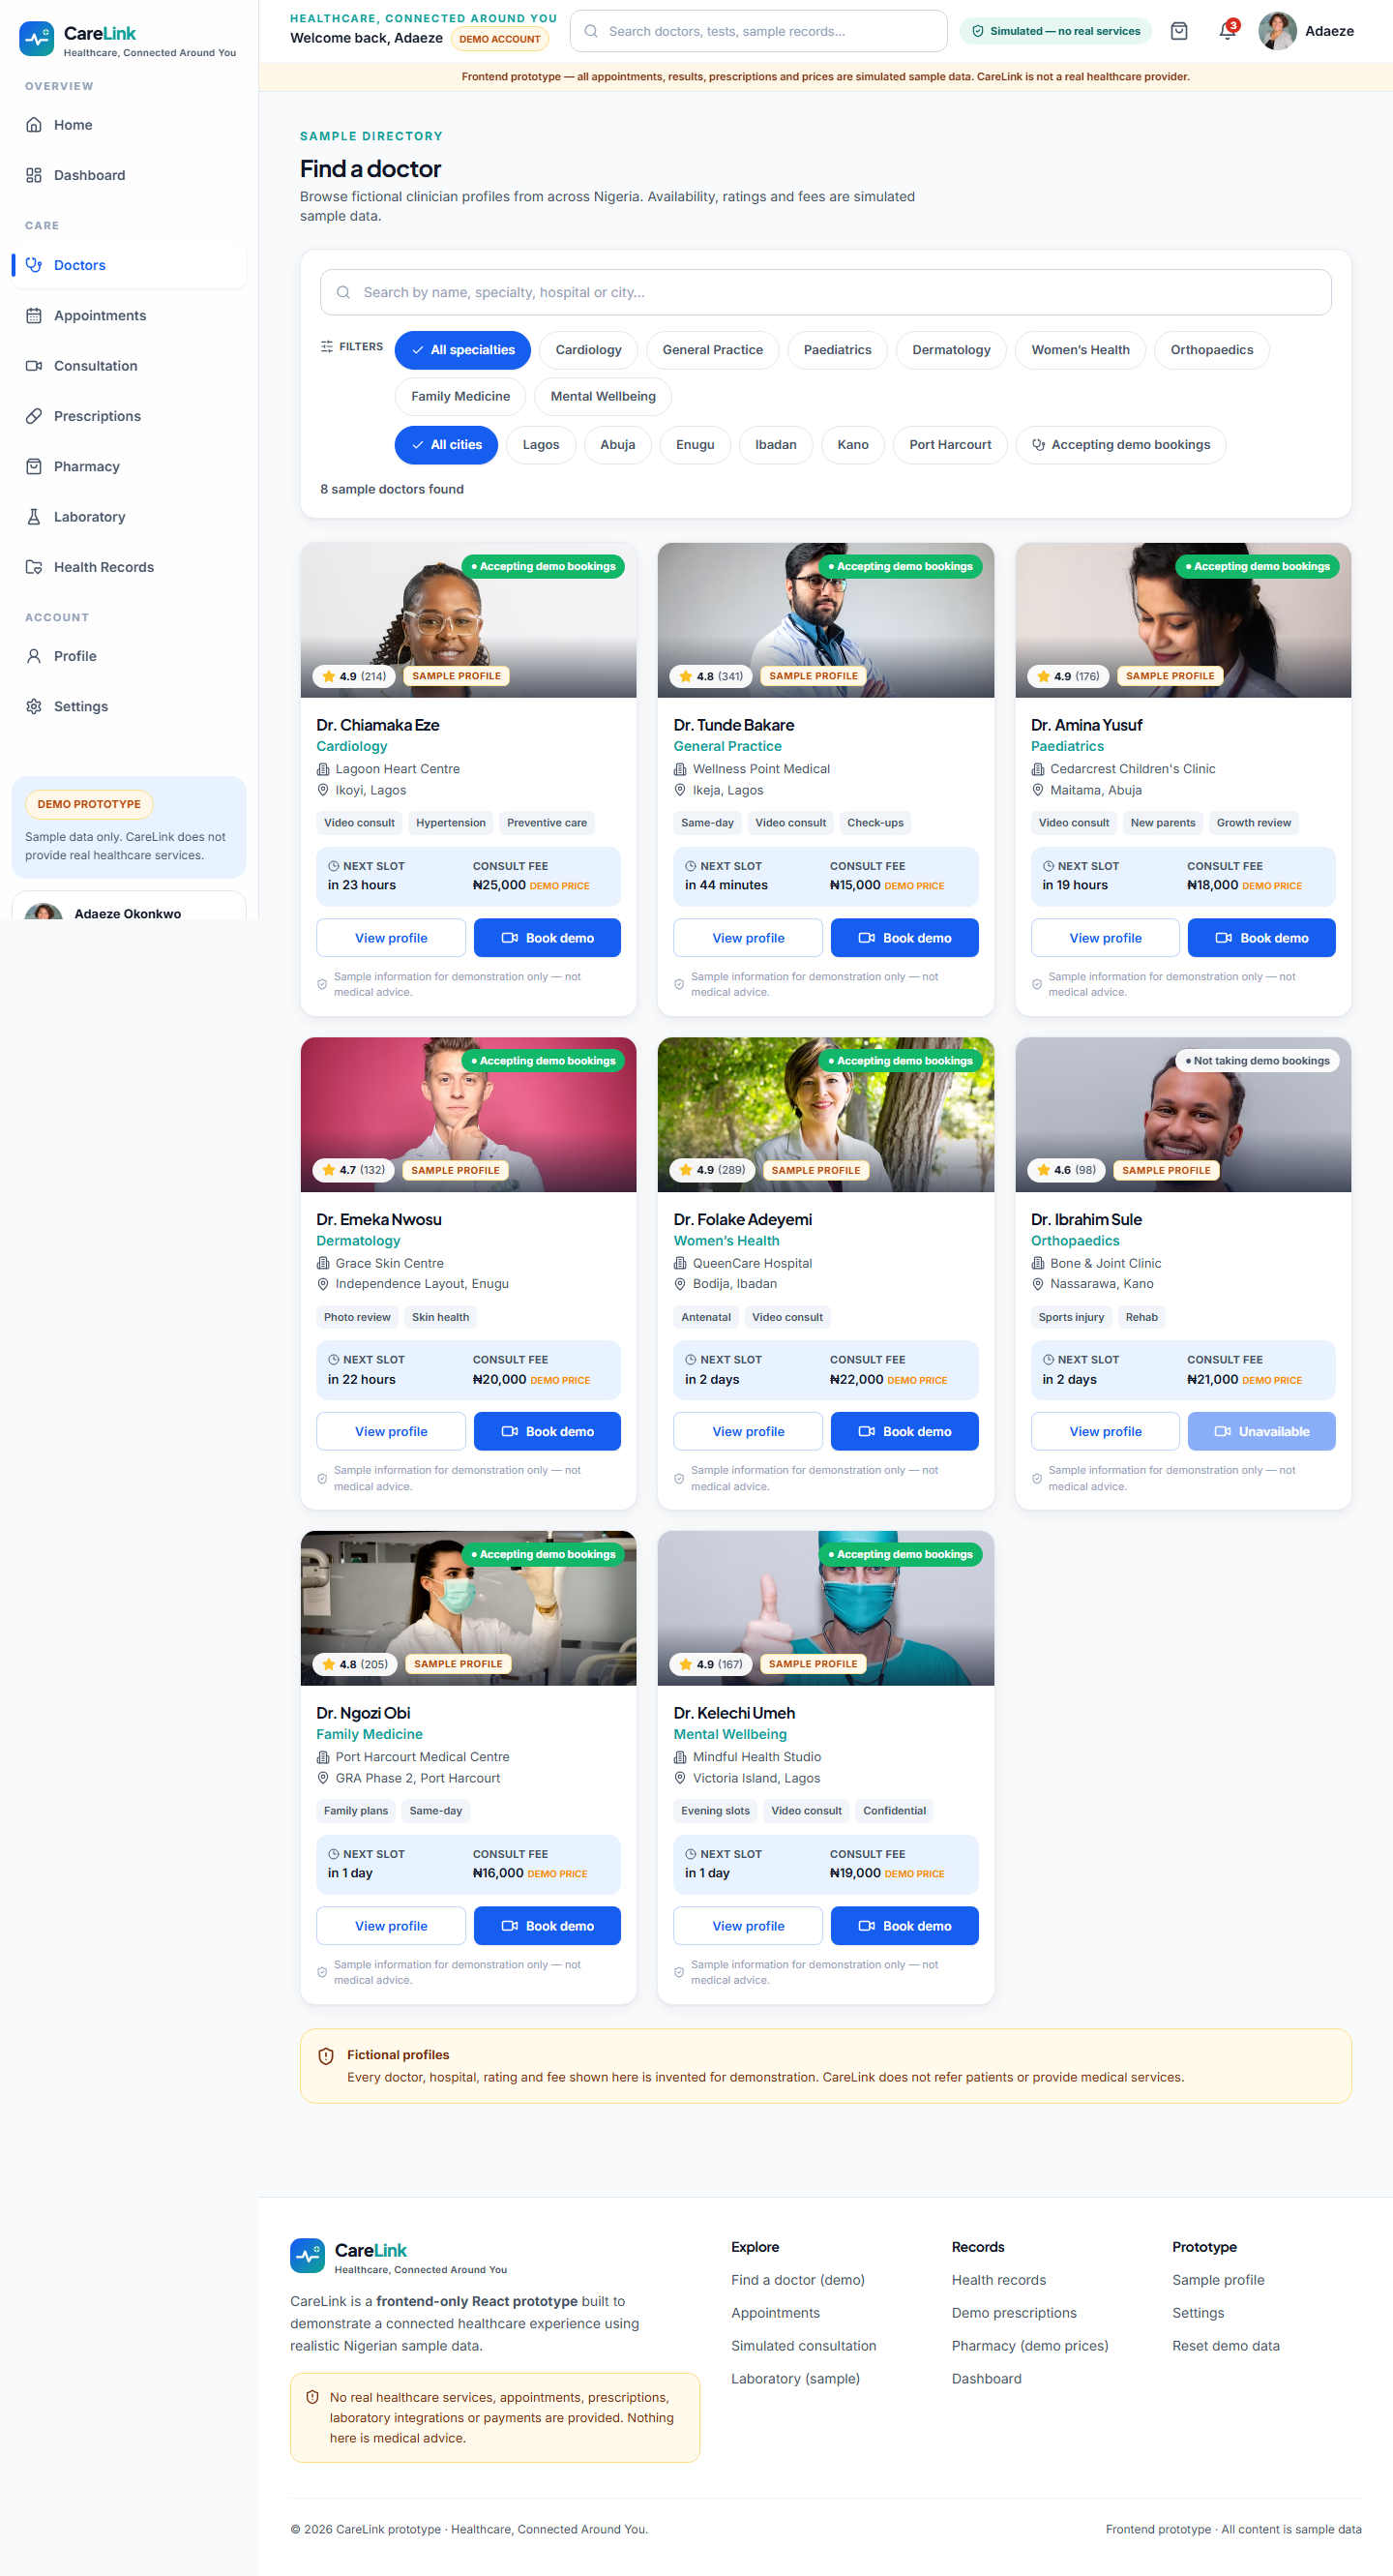 CareLink
Healthcare, Connected Around You
OVERVIEW
Home
Dashboard
CARE
Doctors
Appointments
Consultation
Prescriptions
Pharmacy
Laboratory
Health Records
ACCOUNT
Profile
Settings
DEMO PROTOTYPE
Sample data only. CareLink does not
provide real healthcare services.
Adaeze Okonkwo
HEALTHCARE, CONNECTED AROUND YOU
Welcome back, Adaeze DEMO ACCOUNT
Search doctors, tests, sample records...
Simulated — no real services
3
Adaeze
Frontend prototype — all appointments, results, prescriptions and prices are simulated sample data. CareLink is not a real healthcare provider.
SAMPLE DIRECTORY
Find a doctor
Browse fictional clinician profiles from across Nigeria. Availability, ratings and fees are simulated
sample data.
Search by name, specialty, hospital or city...
FILTERS
All specialties Cardiology General Practice Paediatrics Dermatology Women's Health Orthopaedics
Family Medicine Mental Wellbeing
All cities Lagos Abuja Enugu Ibadan Kano Port Harcourt Accepting demo bookings
8 sample doctors found
Accepting demo bookings
4.9 (214) SAMPLE PROFILE
Dr. Chiamaka Eze
Cardiology
Lagoon Heart Centre
Ikoyi, Lagos
Video consult Hypertension Preventive care
NEXT SLOT CONSULT FEE
in 23 hours ₦25,000 DEMO PRICE
View profile Book demo
Sample information for demonstration only — not
medical advice.
Accepting demo bookings
4.8 (341) SAMPLE PROFILE
Dr. Tunde Bakare
General Practice
Wellness Point Medical
Ikeja, Lagos
Same-day Video consult Check-ups
NEXT SLOT CONSULT FEE
in 44 minutes ₦15,000 DEMO PRICE
View profile Book demo
Sample information for demonstration only — not
medical advice.
Accepting demo bookings
4.9 (176) SAMPLE PROFILE
Dr. Amina Yusuf
Paediatrics
Cedarcrest Children's Clinic
Maitama, Abuja
Video consult New parents Growth review
NEXT SLOT CONSULT FEE
in 19 hours ₦18,000 DEMO PRICE
View profile Book demo
Sample information for demonstration only — not
medical advice.
Accepting demo bookings
4.7 (132) SAMPLE PROFILE
Dr. Emeka Nwosu
Dermatology
Grace Skin Centre
Independence Layout, Enugu
Photo review Skin health
NEXT SLOT CONSULT FEE
in 22 hours ₦20,000 DEMO PRICE
View profile Book demo
Sample information for demonstration only — not
medical advice.
Accepting demo bookings
4.9 (289) SAMPLE PROFILE
Dr. Folake Adeyemi
Women's Health
QueenCare Hospital
Bodija, Ibadan
Antenatal Video consult
NEXT SLOT CONSULT FEE
in 2 days ₦22,000 DEMO PRICE
View profile Book demo
Sample information for demonstration only — not
medical advice.
Not taking demo bookings
4.6 (98) SAMPLE PROFILE
Dr. Ibrahim Sule
Orthopaedics
Bone & Joint Clinic
Nassarawa, Kano
Sports injury Rehab
NEXT SLOT CONSULT FEE
in 2 days ₦21,000 DEMO PRICE
View profile Unavailable
Sample information for demonstration only — not
medical advice.
Accepting demo bookings
4.8 (205) SAMPLE PROFILE
Dr. Ngozi Obi
Family Medicine
Port Harcourt Medical Centre
GRA Phase 2, Port Harcourt
Family plans Same-day
NEXT SLOT CONSULT FEE
in 1 day ₦16,000 DEMO PRICE
View profile Book demo
Sample information for demonstration only — not
medical advice.
Accepting demo bookings
4.9 (167) SAMPLE PROFILE
Dr. Kelechi Umeh
Mental Wellbeing
Mindful Health Studio
Victoria Island, Lagos
Evening slots Video consult Confidential
NEXT SLOT CONSULT FEE
in 1 day ₦19,000 DEMO PRICE
View profile Book demo
Sample information for demonstration only — not
medical advice.
Fictional profiles
Every doctor, hospital, rating and fee shown here is invented for demonstration. CareLink does not refer patients or provide medical services.
CareLink
Healthcare, Connected Around You
CareLink is a frontend-only React prototype built to
demonstrate a connected healthcare experience using
realistic Nigerian sample data.
No real healthcare services, appointments, prescriptions,
laboratory integrations or payments are provided. Nothing
here is medical advice.
Explore
Find a doctor (demo)
Appointments
Simulated consultation
Laboratory (sample)
Records
Health records
Demo prescriptions
Pharmacy (demo prices)
Dashboard
Prototype
Sample profile
Settings
Reset demo data
© 2026 CareLink prototype · Healthcare, Connected Around You.
Frontend prototype · All content is sample data